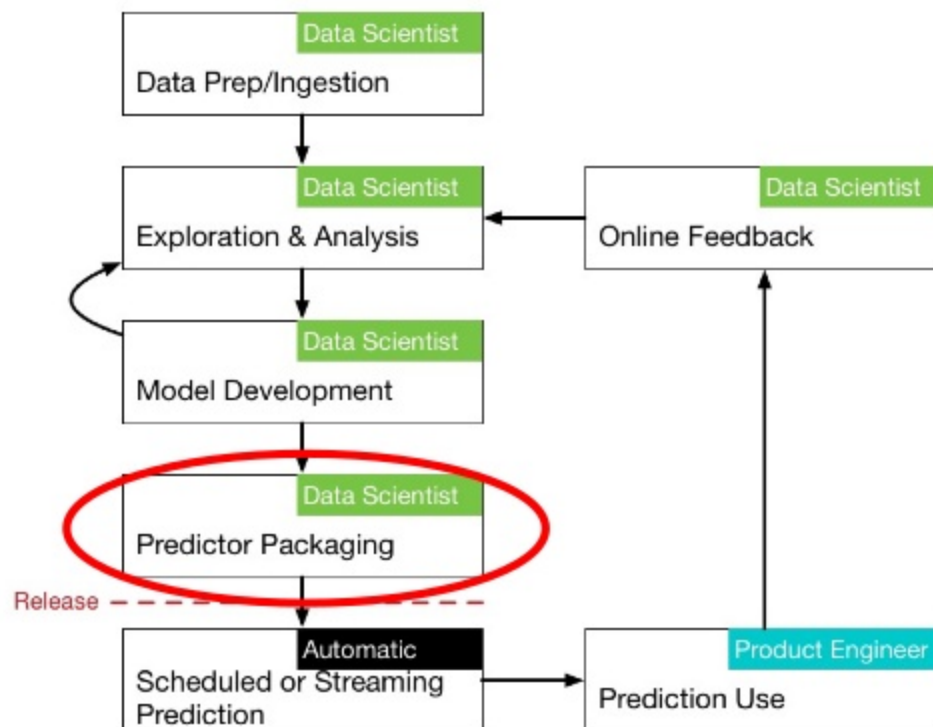 Data Scientist
Data Prep/Ingestion
Data Scientist
Exploration & Analysis
Data Scientist
Online Feedback
Data Scientist
Model Development
Data Scientist
Predictor Packaging
Release
Automatic
Scheduled or Streaming
Prediction
Product Engineer
Prediction Use